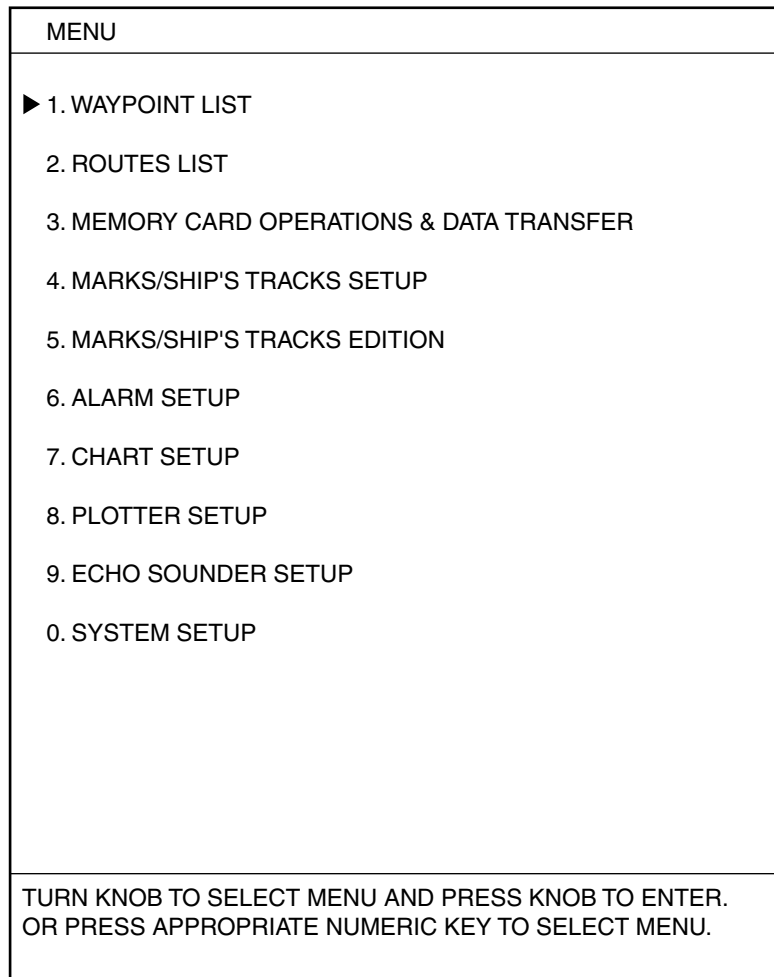 MENU
1. WAYPOINT LIST
2. ROUTES LIST
3. MEMORY CARD OPERATIONS & DATA TRANSFER
4. MARKS/SHIP'S TRACKS SETUP
5. MARKS/SHIP'S TRACKS EDITION
6. ALARM SETUP
7. CHART SETUP
8. PLOTTER SETUP
9. ECHO SOUNDER SETUP
0. SYSTEM SETUP
TURN KNOB TO SELECT MENU AND PRESS KNOB TO ENTER.
OR PRESS APPROPRIATE NUMERIC KEY TO SELECT MENU.